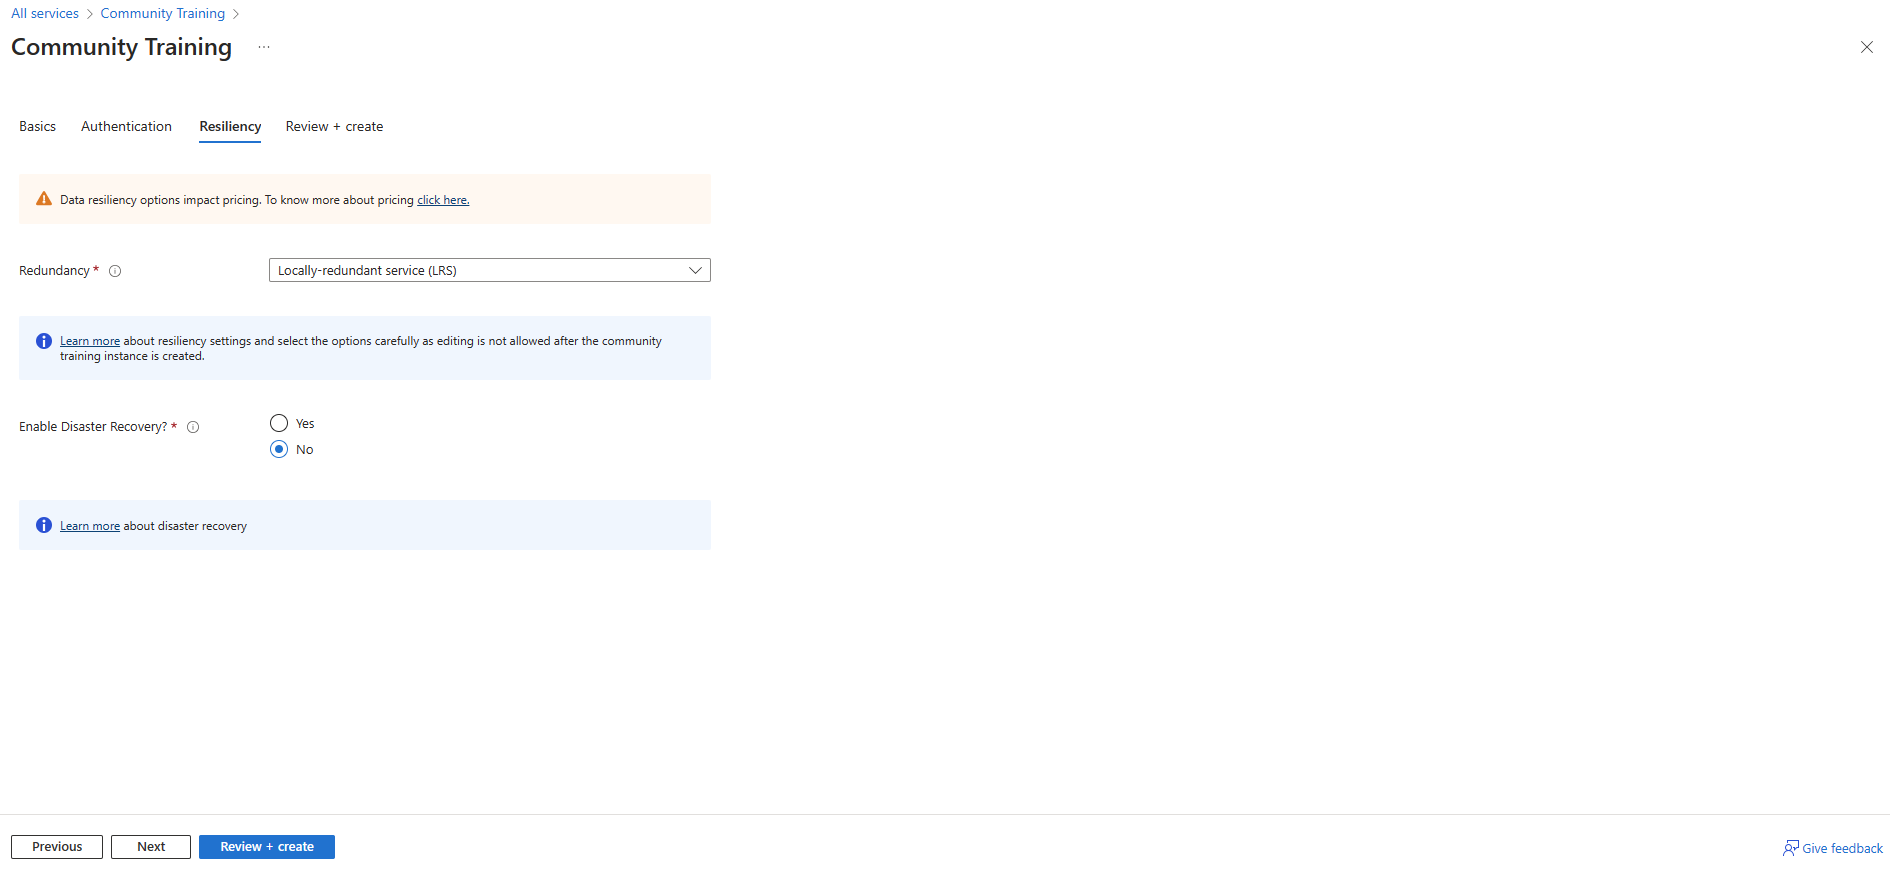 All services > Community Training >
Community Training ...
Basics Authentication Resiliency Review + create
Data resiliency options impact pricing. To know more about pricing click here.
Redundancy *
Locally-redundant service (LRS)
Learn more about resiliency settings and select the options carefully as editing is not allowed after the community
training instance is created.
Enable Disaster Recovery? *
Yes
No
Learn more about disaster recovery
Previous Next Review + create
Give feedback